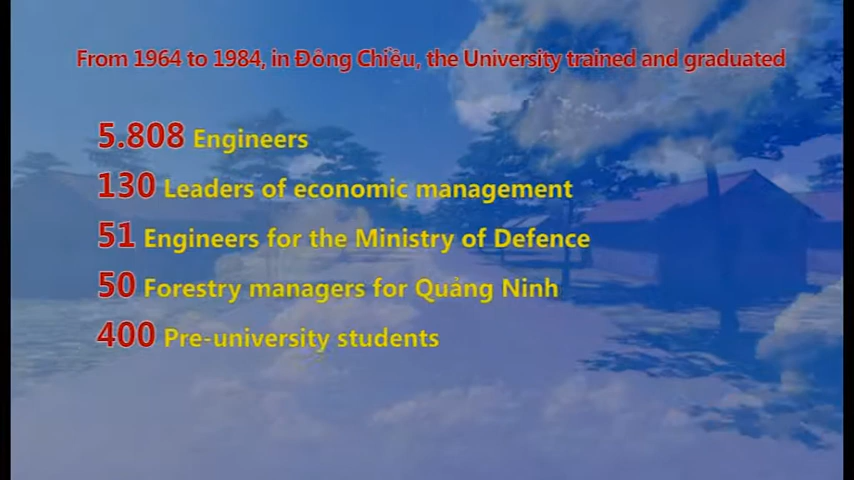 From 1964 to 1984, in Đông Chiều, the University trained and graduated
5.808 Engineers
130 Leaders of economic management
51 Engineers for the Ministry of Defence
50 Forestry managers for Quảng Ninh
400 Pre-university students